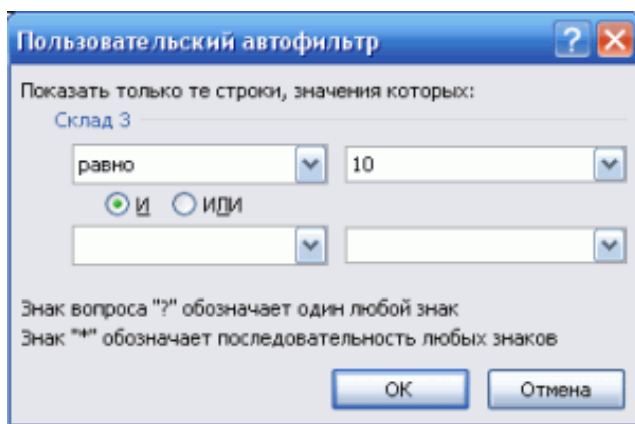 Пользовательский автофильтр
Показать только те строки, значения которых:
Склад 3
равно 10
И ИЛИ
Знак вопроса "?" обозначает один любой знак
Знак "*" обозначает последовательность любых знаков
ОК Отмена